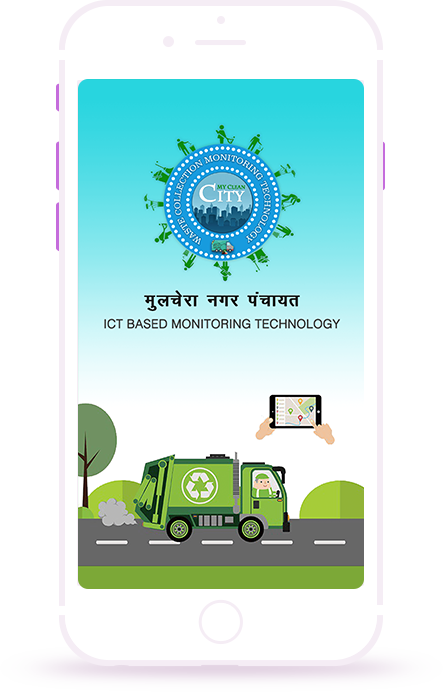 WASTE COLLECTION MONITORING TECHNOLOGY
MY CLEAN
CITY
मुलचेरा नगर पंचायत
ICT BASED MONITORING TECHNOLOGY